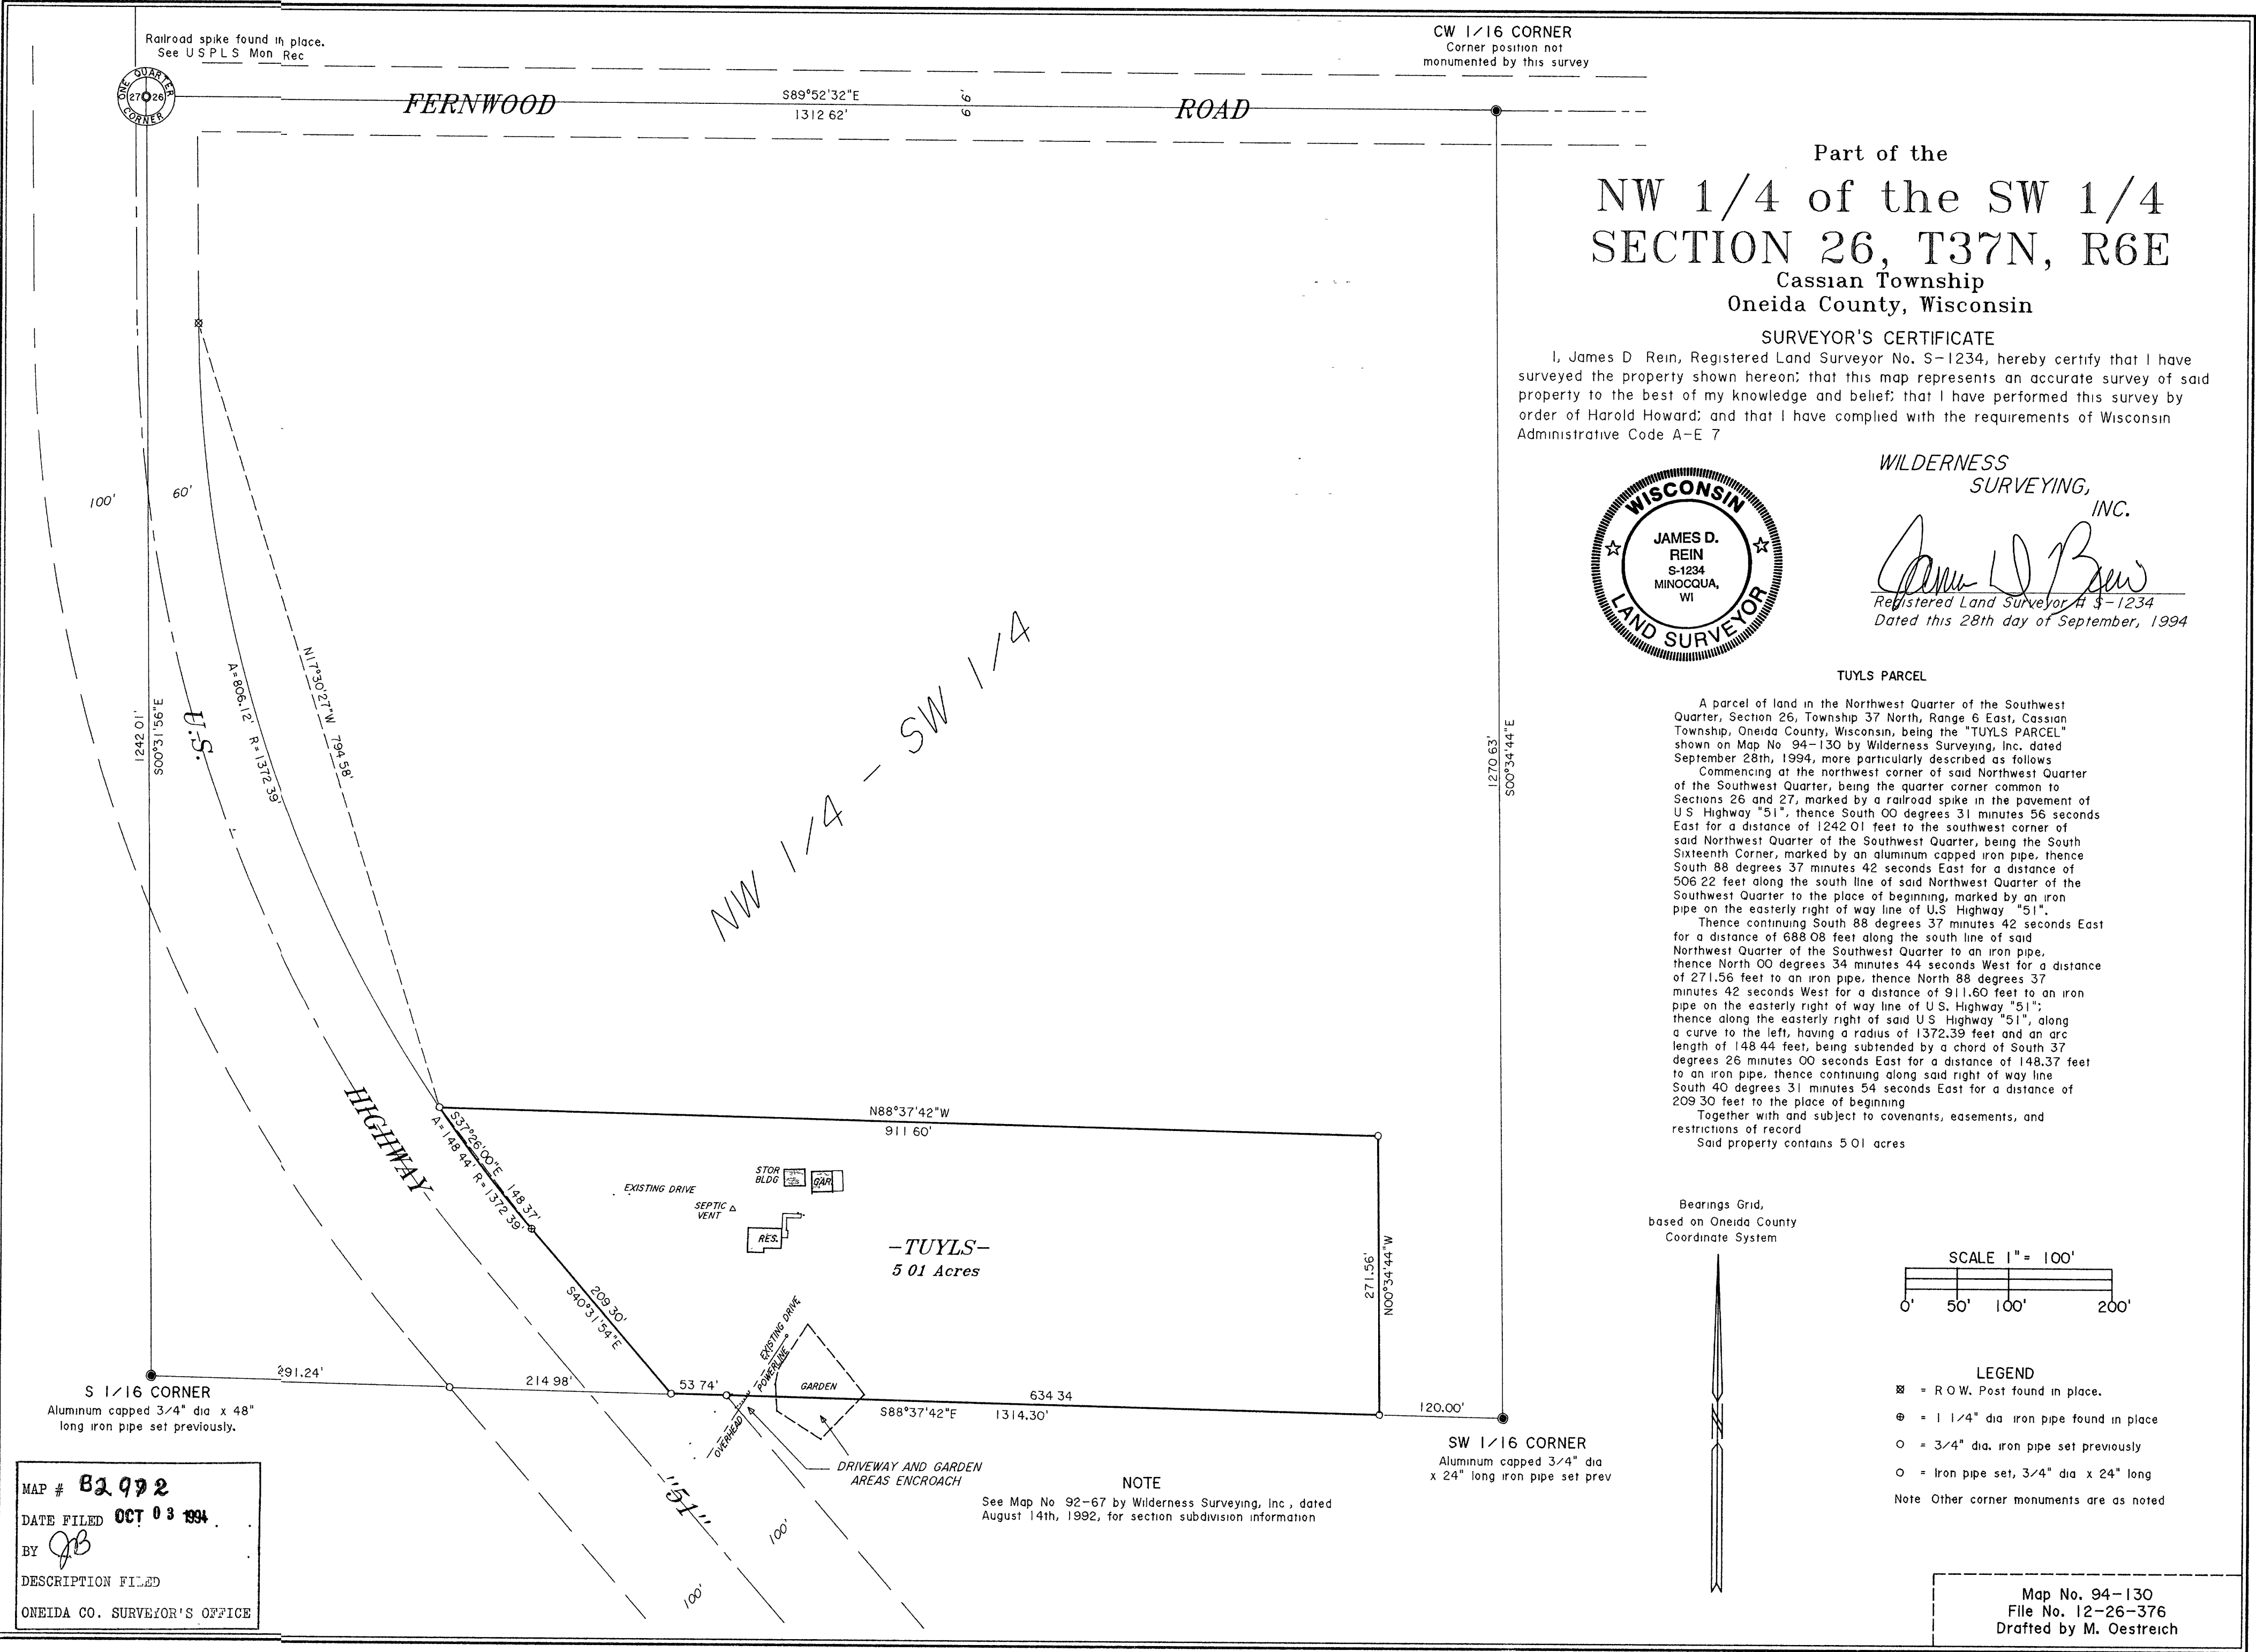 Railroad spike found in place.
See USPLS Mon Rec
ONE QUARTER
27 26
CORNER
FERNWOOD
S89°52'32"E
1312 62'
66'
ROAD
CW 1/16 CORNER
Corner position not
monumented by this survey
Part of the
NW 1/4 of the SW 1/4
SECTION 26, T37N, R6E
Cassian Township
Oneida County, Wisconsin
SURVEYOR'S CERTIFICATE
I, James D Rein, Registered Land Surveyor No. S-1234, hereby certify that I have
surveyed the property shown hereon; that this map represents an accurate survey of said
property to the best of my knowledge and belief; that I have performed this survey by
order of Harold Howard; and that I have complied with the requirements of Wisconsin
Administrative Code A-E 7
WISCONSIN
JAMES D.
REIN
S-1234
MINOCQUA,
WI
LAND SURVEYOR
WILDERNESS
SURVEYING,
INC.
Registered Land Surveyor # S-1234
Dated this 28th day of September, 1994
TUYLS PARCEL
A parcel of land in the Northwest Quarter of the Southwest
Quarter, Section 26, Township 37 North, Range 6 East, Cassian
Township, Oneida County, Wisconsin, being the "TUYLS PARCEL"
shown on Map No 94-130 by Wilderness Surveying, Inc. dated
September 28th, 1994, more particularly described as follows
Commencing at the northwest corner of said Northwest Quarter
of the Southwest Quarter, being the quarter corner common to
Sections 26 and 27, marked by a railroad spike in the pavement of
U S Highway "51", thence South 00 degrees 31 minutes 56 seconds
East for a distance of 1242 01 feet to the southwest corner of
said Northwest Quarter of the Southwest Quarter, being the South
Sixteenth Corner, marked by an aluminum capped iron pipe, thence
South 88 degrees 37 minutes 42 seconds East for a distance of
506 22 feet along the south line of said Northwest Quarter of the
Southwest Quarter to the place of beginning, marked by an iron
pipe on the easterly right of way line of U.S Highway "51".
Thence continuing South 88 degrees 37 minutes 42 seconds East
for a distance of 688 08 feet along the south line of said
Northwest Quarter of the Southwest Quarter to an iron pipe,
thence North 00 degrees 34 minutes 44 seconds West for a distance
of 271.56 feet to an iron pipe, thence North 88 degrees 37
minutes 42 seconds West for a distance of 911.60 feet to an iron
pipe on the easterly right of way line of U S. Highway "51";
thence along the easterly right of said U S Highway "51", along
a curve to the left, having a radius of 1372.39 feet and an arc
length of 148 44 feet, being subtended by a chord of South 37
degrees 26 minutes 00 seconds East for a distance of 148.37 feet
to an iron pipe, thence continuing along said right of way line
South 40 degrees 31 minutes 54 seconds East for a distance of
209 30 feet to the place of beginning
Together with and subject to covenants, easements, and
restrictions of record
Said property contains 5 01 acres
100'
60'
1242 01'
S00°31'56"E
U.S.
A=806.12' R=1372 39'
N17°30'27"W 794 58'
NW 1/4 - SW 1/4
1270 63'
S00°34'44"E
HIGHWAY
S37°26'00"E 148 37'
A=148 44' R=1372 39'
N88°37'42"W
911 60'
STOR
BLDG
GAR.
EXISTING DRIVE
SEPTIC
VENT
RES.
-TUYLS-
5 01 Acres
209 30'
S40°31'54"E
271.56'
N00°34'44"W
EXISTING DRIVE
OVERHEAD POWERLINE
GARDEN
291.24'
214 98'
53 74'
634 34
S88°37'42"E
1314.30'
120.00'
S 1/16 CORNER
Aluminum capped 3/4" dia x 48"
long iron pipe set previously.
SW 1/16 CORNER
Aluminum capped 3/4" dia
x 24" long iron pipe set prev
DRIVEWAY AND GARDEN
AREAS ENCROACH
NOTE
See Map No 92-67 by Wilderness Surveying, Inc , dated
August 14th, 1992, for section subdivision information
"51"
100'
100'
Bearings Grid,
based on Oneida County
Coordinate System
N
SCALE 1" = 100'
0' 50' 100' 200'
LEGEND
= R O W. Post found in place.
= 1 1/4" dia iron pipe found in place
= 3/4" dia. iron pipe set previously
= Iron pipe set, 3/4" dia x 24" long
Note Other corner monuments are as noted
MAP # B2992
DATE FILED OCT 03 1994
BY JB
DESCRIPTION FILED
ONEIDA CO. SURVEYOR'S OFFICE
Map No. 94-130
File No. 12-26-376
Drafted by M. Oestreich